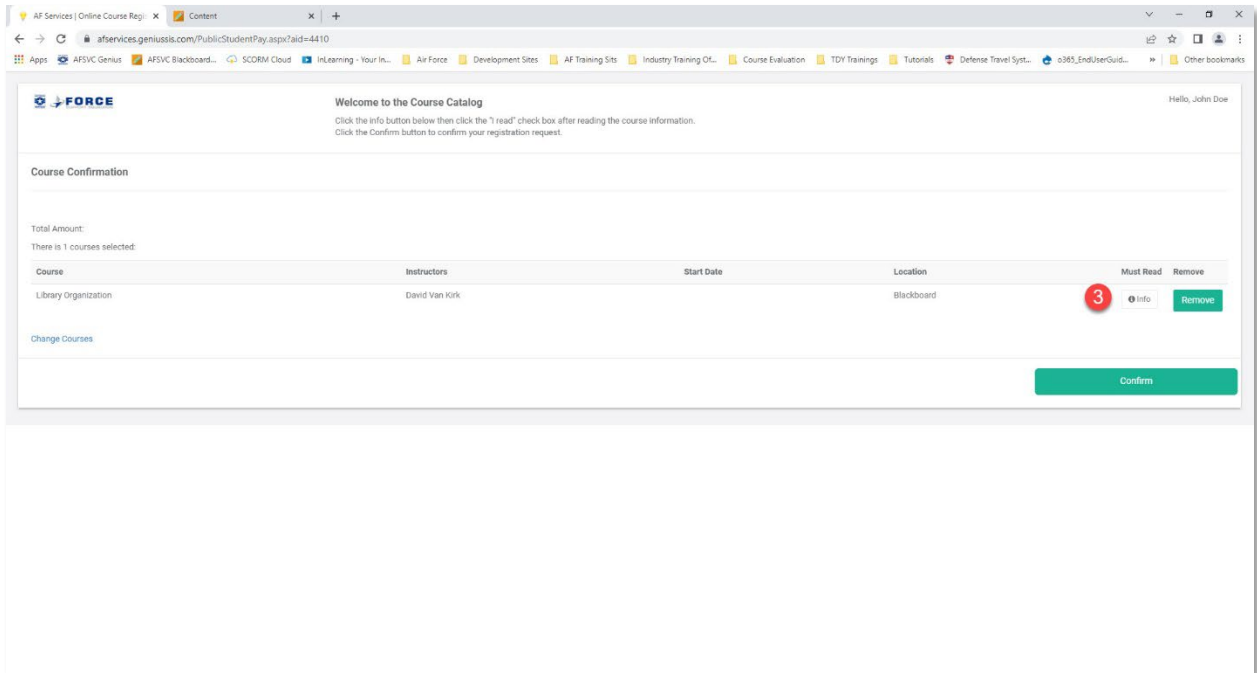 AF Services | Online Course Regi
Content
afservices.geniussis.com/PublicStudentPay.aspx?aid=4410
Apps AFSVC Genius AFSVC Blackboard... SCORM Cloud InLearning - Your In... Air Force Development Sites AF Training Sits Industry Training Of... Course Evaluation TDY Trainings Tutorials Defense Travel Syst... o365_EndUserGuid... » Other bookmarks
FORCE
Welcome to the Course Catalog
Hello, John Doe
Click the info button below then click the "I read" check box after reading the course information.
Click the Confirm button to confirm your registration request.
Course Confirmation
Total Amount:
There is 1 courses selected:
Course Instructors Start Date Location Must Read Remove
Library Organization David Van Kirk Blackboard 3 Info Remove
Change Courses
Confirm